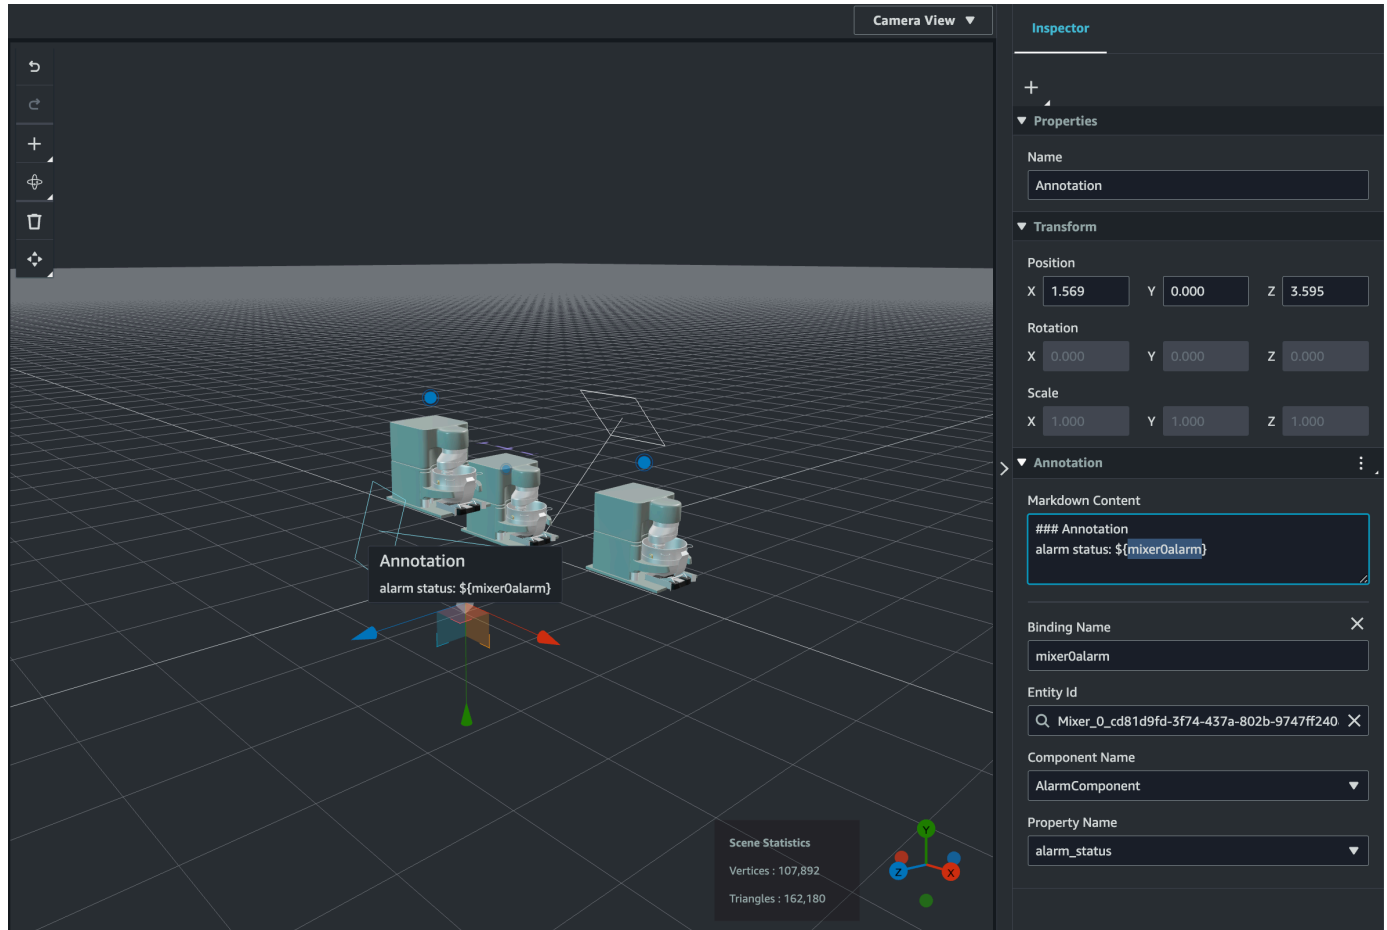 Camera View
Inspector
Properties
Name
Annotation
Transform
Position
X 1.569 Y 0.000 Z 3.595
Rotation
X 0.000 Y 0.000 Z 0.000
Scale
X 1.000 Y 1.000 Z 1.000
Annotation
Markdown Content
### Annotation
alarm status: ${mixer0alarm}
Binding Name
mixer0alarm
Entity Id
Mixer_0_cd81d9fd-3f74-437a-802b-9747ff240
Component Name
AlarmComponent
Property Name
alarm_status
Annotation
alarm status: ${mixer0alarm}
Scene Statistics
Vertices : 107,892
Triangles : 162,180
Y
Z
X